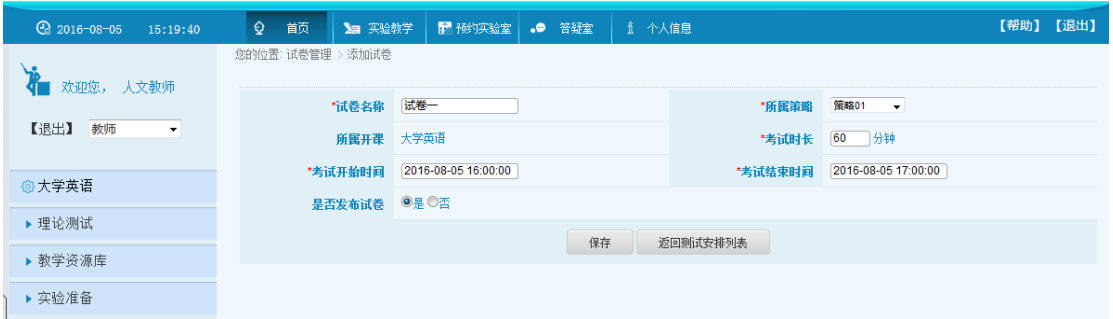 2016-08-05 15:19:40 首页 实验教学 预约实验室 答疑室 个人信息 【帮助】【退出】
您的位置: 试卷管理 > 添加试卷
欢迎您， 人文教师
【退出】 教师
*试卷名称 试卷一 *所属策略 策略01
所属开课 大学英语 *考试时长 60 分钟
*考试开始时间 2016-08-05 16:00:00 *考试结束时间 2016-08-05 17:00:00
是否发布试卷 是 否
保存 返回测试安排列表
大学英语
理论测试
教学资源库
实验准备